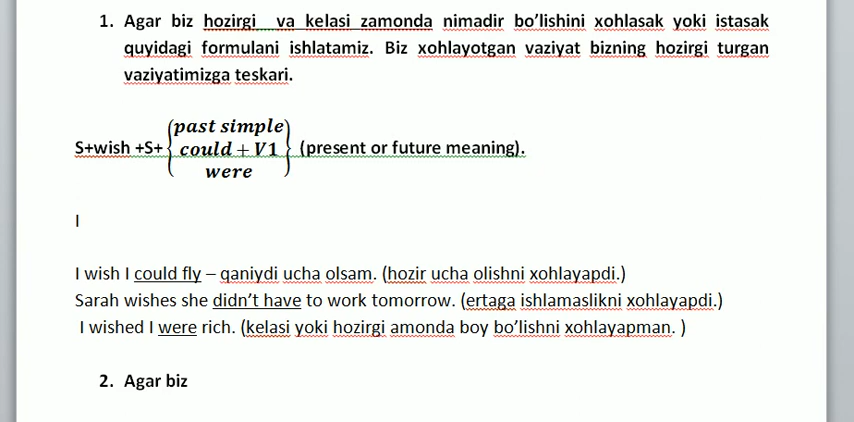 1. Agar biz hozirgi va kelasi zamonda nimadir bo’lishini xohlasak yoki istasak
quyidagi formulani ishlatamiz. Biz xohlayotgan vaziyat bizning hozirgi turgan
vaziyatimizga teskari.
past simple
S+wish +S+{ could + V1 } (present or future meaning).
were
I
I wish I could fly – qaniydi ucha olsam. (hozir ucha olishni xohlayapdi.)
Sarah wishes she didn’t have to work tomorrow. (ertaga ishlamaslikni xohlayapdi.)
I wished I were rich. (kelasi yoki hozirgi amonda boy bo’lishni xohlayapman. )
2. Agar biz